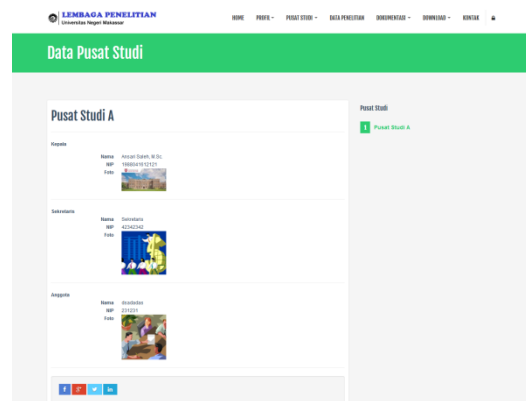 LEMBAGA PENELITIAN
Universitas Negeri Makassar
HOME PROFIL PUSAT STUDI DATA PENELITIAN DOKUMENTASI DOWNLOAD KONTAK
Data Pusat Studi
Pusat Studi A
Kepala
Nama Ansari Saleh, M.Sc.
NIP
Foto
Sekretaris
Nama Sekretaris
NIP 42342342
Foto
Anggota
Nama dsadadas
NIP 231231
Foto
Pusat Studi
1 Pusat Studi A